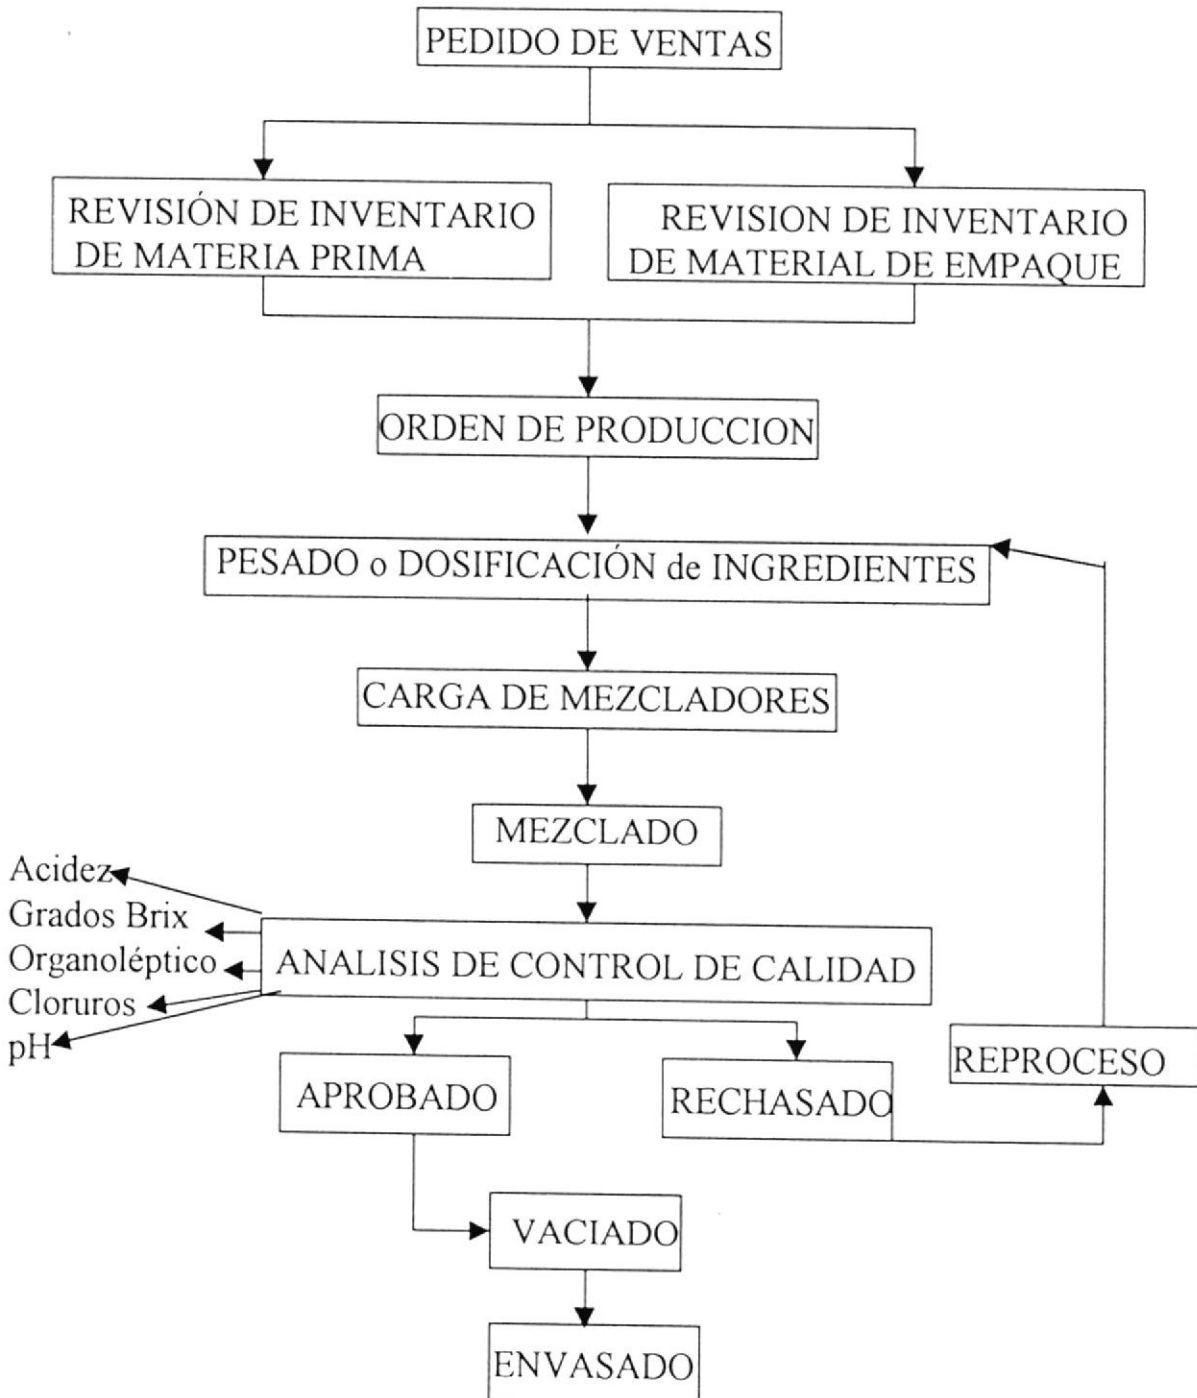 PEDIDO DE VENTAS
REVISIÓN DE INVENTARIO
DE MATERIA PRIMA
REVISION DE INVENTARIO
DE MATERIAL DE EMPAQUE
ORDEN DE PRODUCCION
PESADO o DOSIFICACIÓN de INGREDIENTES
CARGA DE MEZCLADORES
MEZCLADO
Acidez
Grados Brix
Organoléptico
Cloruros
pH
ANALISIS DE CONTROL DE CALIDAD
APROBADO
RECHASADO
REPROCESO
VACIADO
ENVASADO